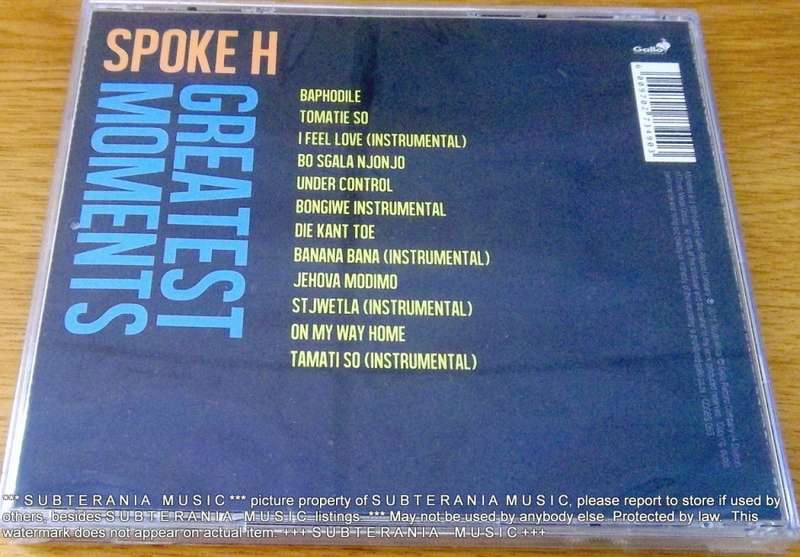 SPOKE H
GREATEST
MOMENTS
Gallo
BAPHODILE
TOMATIE SO
I FEEL LOVE (INSTRUMENTAL)
BO SGALA NJONJO
UNDER CONTROL
BONGIWE INSTRUMENTAL
DIE KANT TOE
BANANA BANA (INSTRUMENTAL)
JEHOVA MODIMO
STJWETLA (INSTRUMENTAL)
ON MY WAY HOME
TAMATI SO (INSTRUMENTAL)
*** S U B T E R A N I A   M U S I C *** picture property of S U B T E R A N I A  M U S I C, please report to store if used by
others, besides S U B T E R A N I A   M U S I C  listings  *** May not be used by anybody else. Protected by law.  This
watermark does not appear on actual item. +++ S U B T E R A N I A   M U S I C +++